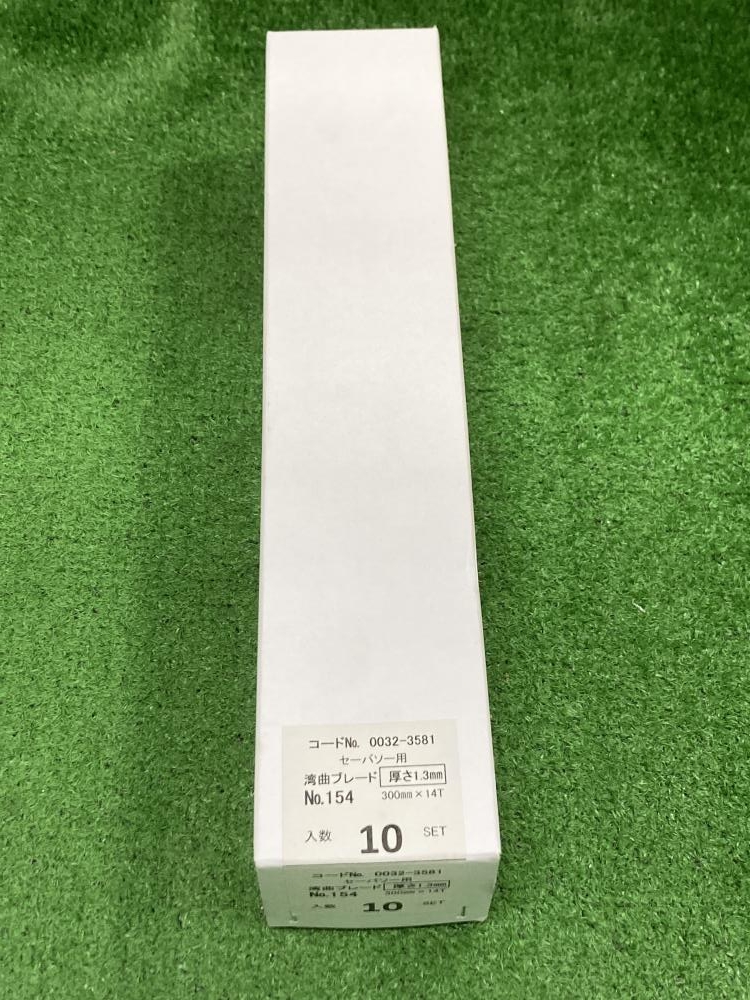 コードNo. 0032-3581
セーバソー用
湾曲ブレード 厚さ1.3mm
No.154 300mm×14T
入数 10 SET
コードNo. 0032-3581
セーバソー用
湾曲ブレード 厚さ1.3mm
No.154 300mm×14T
入数 10 SET